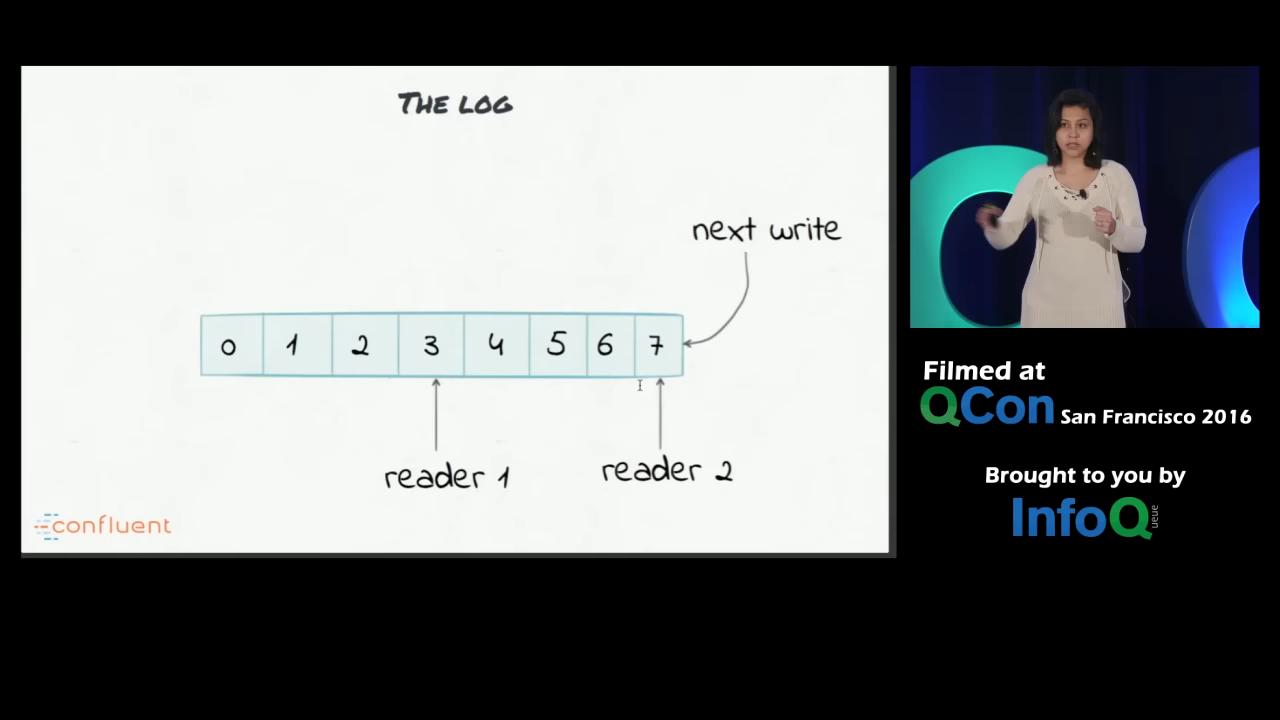 THE LOG
next write
0 1 2 3 4 5 6 7
reader 1
reader 2
confluent
Filmed at
QCon San Francisco 2016
Brought to you by
InfoQ
ueue